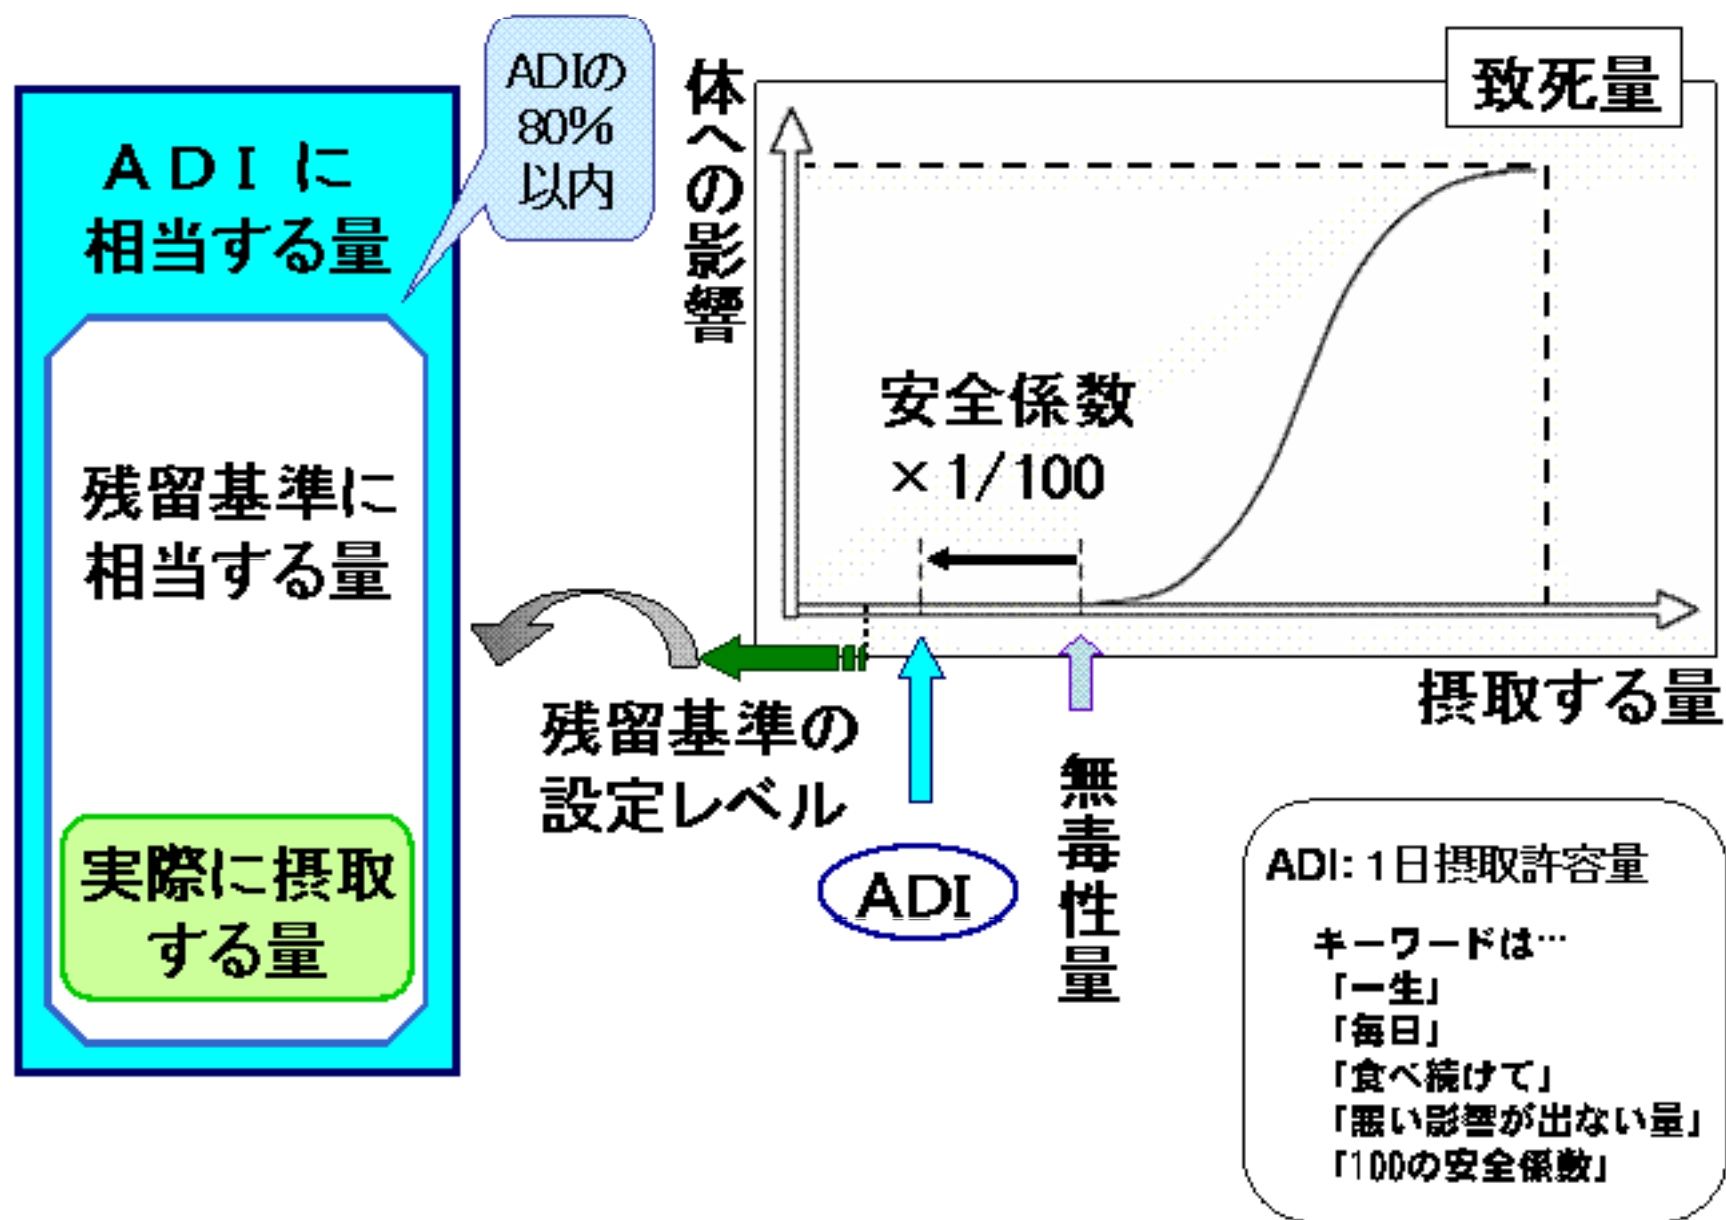 ADIの
80%
以内
ADIに
相当する量
残留基準に
相当する量
実際に摂取
する量
体への影響
致死量
安全係数
×1/100
摂取する量
残留基準の
設定レベル
ADI
無毒性量
ADI:1日摂取許容量
キーワードは…
「一生」
「毎日」
「食べ続けて」
「悪い影響が出ない量」
「100の安全係数」